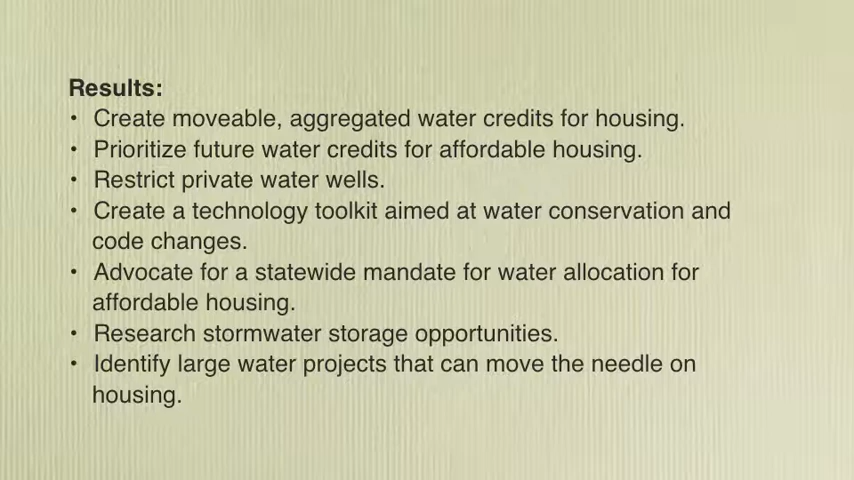 Results:
• Create moveable, aggregated water credits for housing.
• Prioritize future water credits for affordable housing.
• Restrict private water wells.
• Create a technology toolkit aimed at water conservation and
code changes.
• Advocate for a statewide mandate for water allocation for
affordable housing.
• Research stormwater storage opportunities.
• Identify large water projects that can move the needle on
housing.